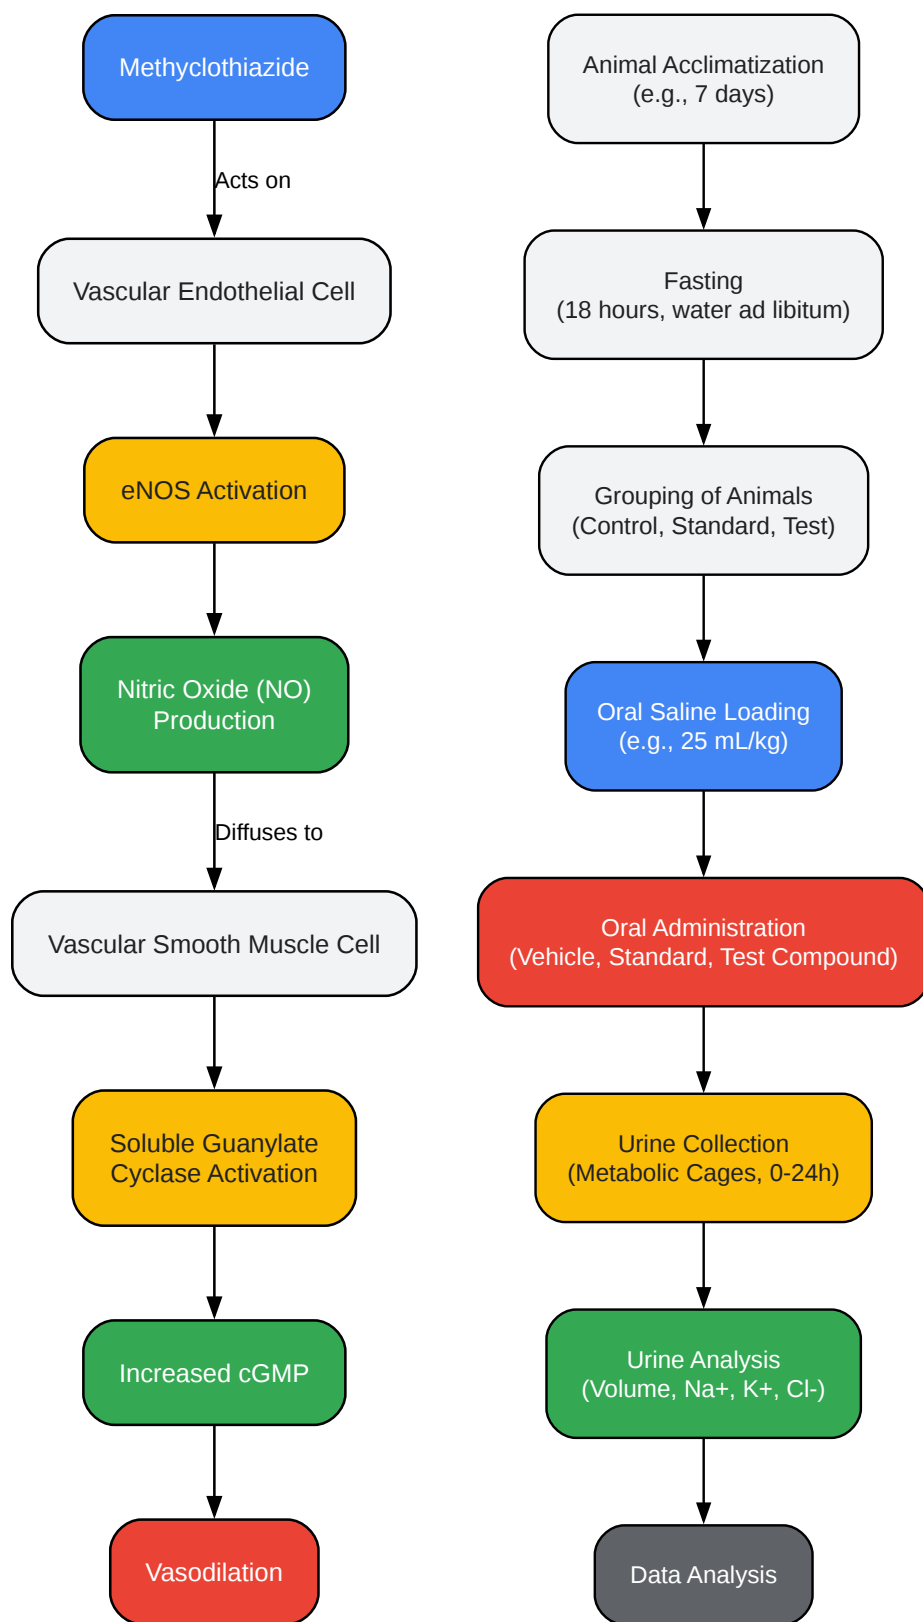 Methyclothiazide
Acts on
Vascular Endothelial Cell
eNOS Activation
Nitric Oxide (NO)
Production
Diffuses to
Vascular Smooth Muscle Cell
Soluble Guanylate
Cyclase Activation
Increased cGMP
Vasodilation
Animal Acclimatization
(e.g., 7 days)
Fasting
(18 hours, water ad libitum)
Grouping of Animals
(Control, Standard, Test)
Oral Saline Loading
(e.g., 25 mL/kg)
Oral Administration
(Vehicle, Standard, Test Compound)
Urine Collection
(Metabolic Cages, 0-24h)
Urine Analysis
(Volume, Na+, K+, Cl-)
Data Analysis